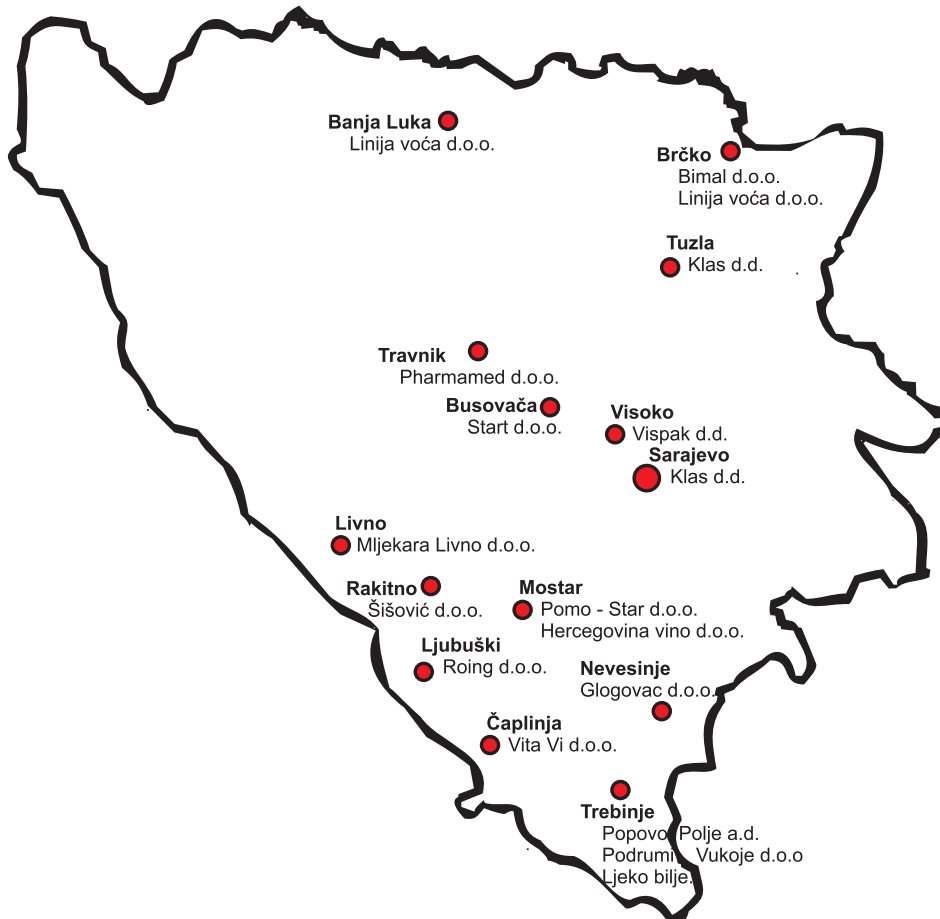 Banja Luka
Linija voća d.o.o.
Brčko
Bimal d.o.o.
Linija voća d.o.o.
Tuzla
Klas d.d.
Travnik
Pharmamed d.o.o.
Busovača
Start d.o.o.
Visoko
Vispak d.d.
Sarajevo
Klas d.d.
Livno
Mljekara Livno d.o.o.
Rakitno
Šišović d.o.o.
Mostar
Pomo - Star d.o.o.
Hercegovina vino d.o.o.
Ljubuški
Roing d.o.o.
Nevesinje
Glogovac d.o.o.
Čaplinja
Vita Vi d.o.o.
Trebinje
Popovo Polje a.d.
Podrumi Vukoje d.o.o
Ljeko bilje.